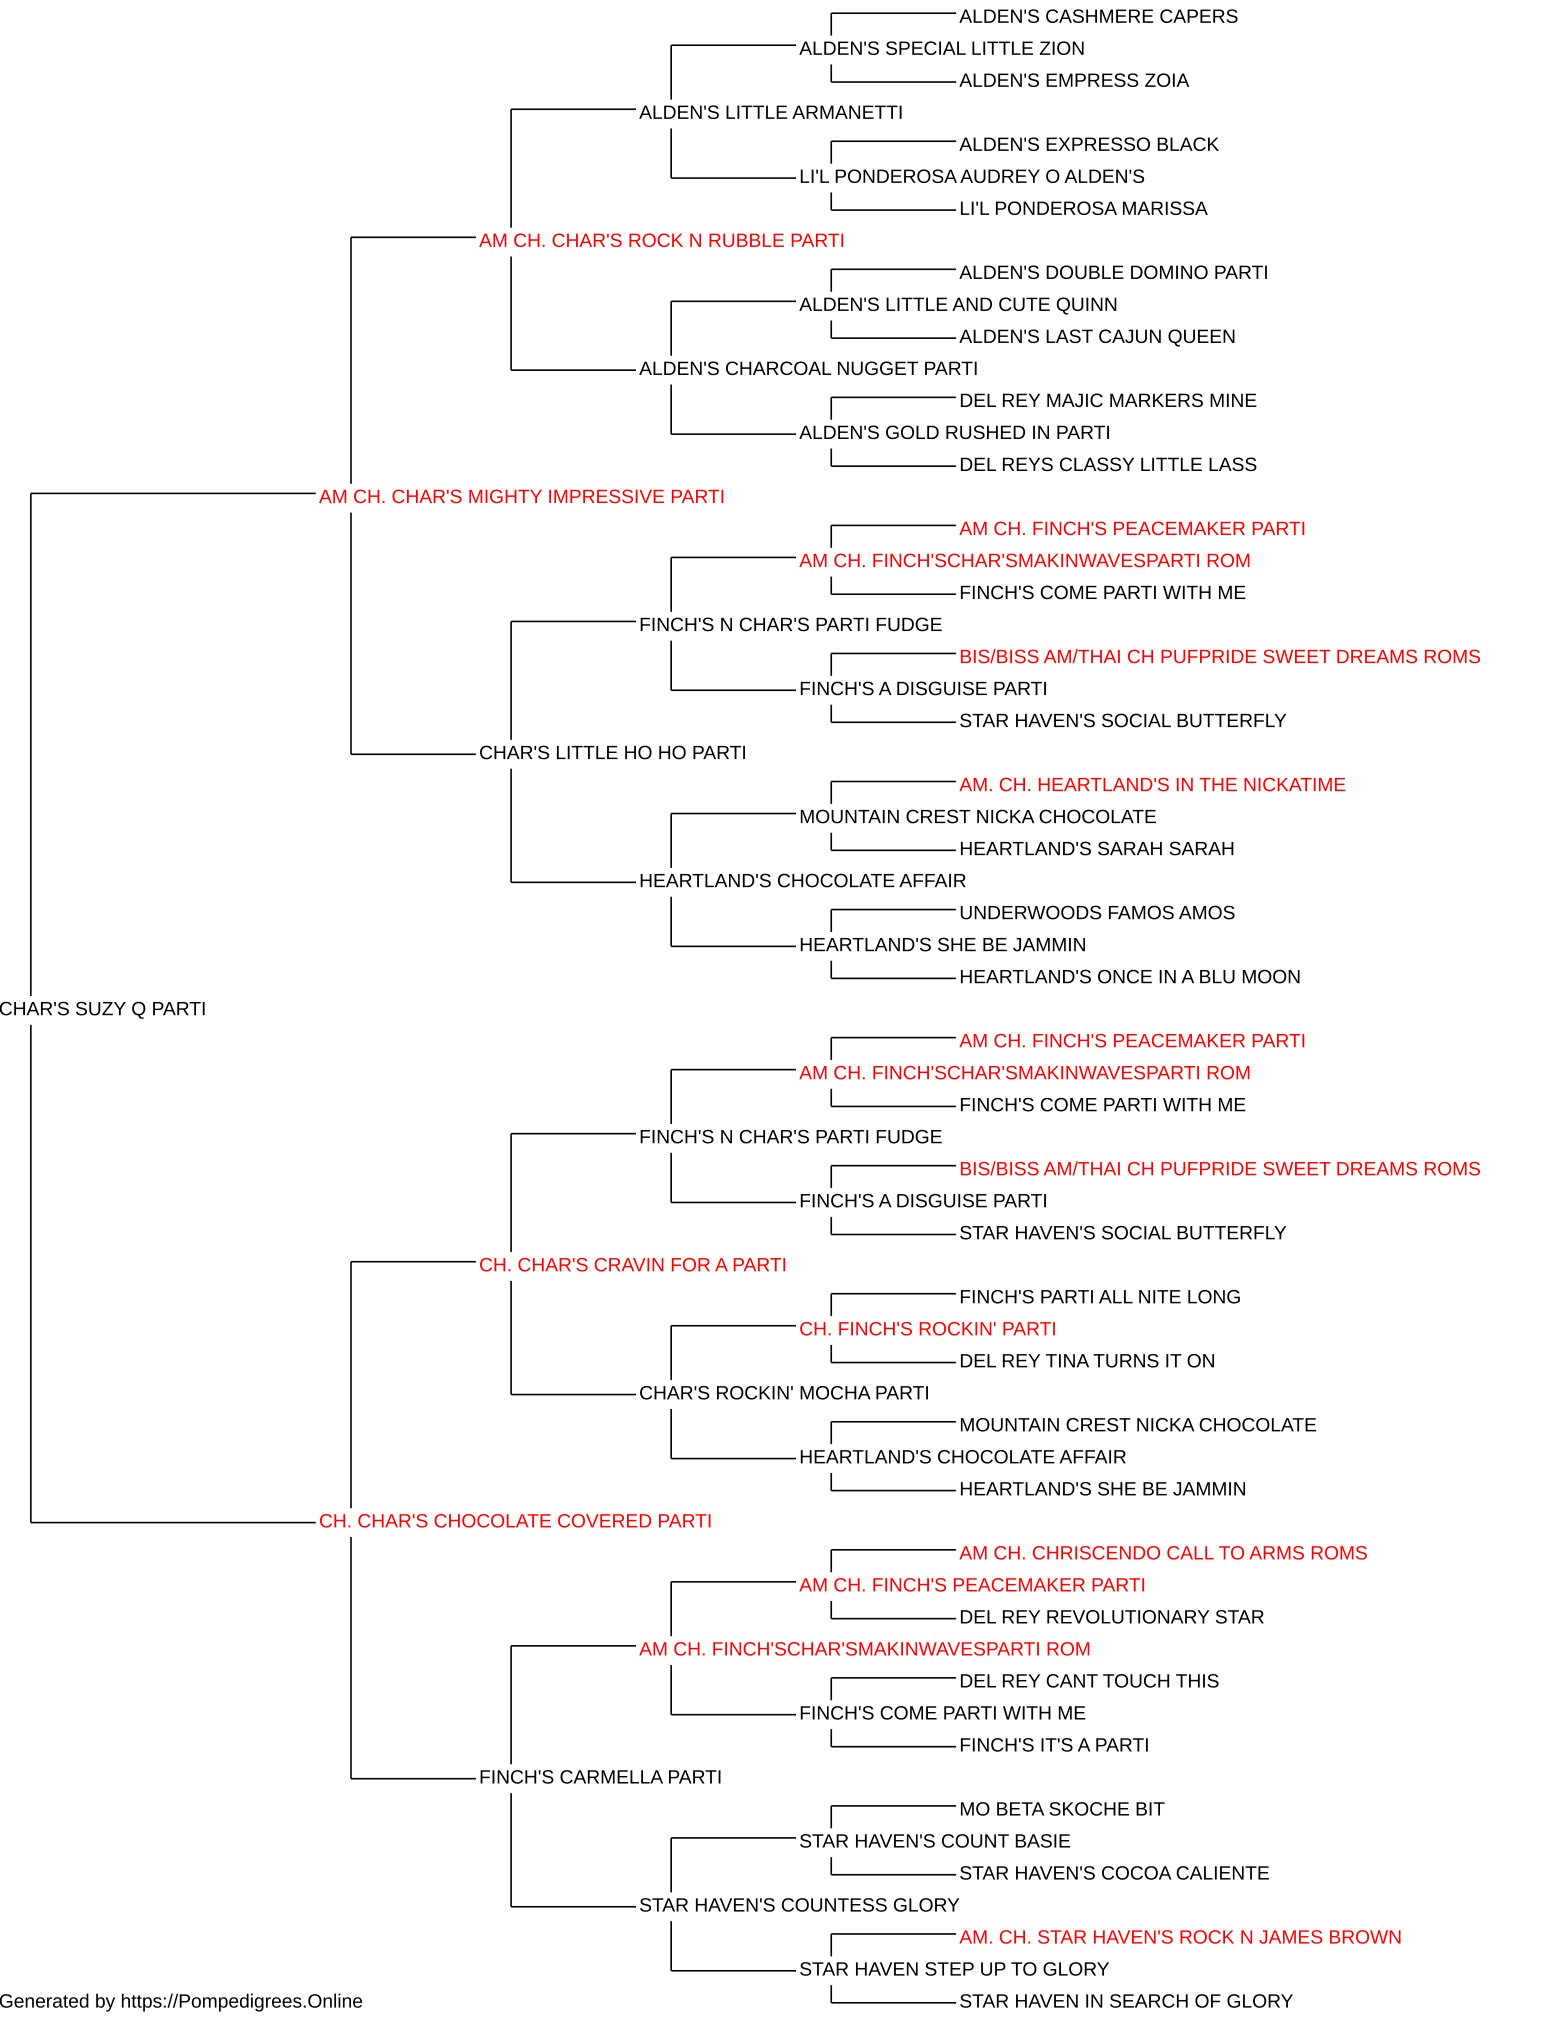 ALDEN'S CASHMERE CAPERS
ALDEN'S SPECIAL LITTLE ZION
ALDEN'S EMPRESS ZOIA
ALDEN'S LITTLE ARMANETTI
ALDEN'S EXPRESSO BLACK
LI'L PONDEROSA AUDREY O ALDEN'S
LI'L PONDEROSA MARISSA
AM CH. CHAR'S ROCK N RUBBLE PARTI
ALDEN'S DOUBLE DOMINO PARTI
ALDEN'S LITTLE AND CUTE QUINN
ALDEN'S LAST CAJUN QUEEN
ALDEN'S CHARCOAL NUGGET PARTI
DEL REY MAJIC MARKERS MINE
ALDEN'S GOLD RUSHED IN PARTI
DEL REYS CLASSY LITTLE LASS
AM CH. CHAR'S MIGHTY IMPRESSIVE PARTI
AM CH. FINCH'S PEACEMAKER PARTI
AM CH. FINCH'SCHAR'SMAKINWAVESPARTI ROM
FINCH'S COME PARTI WITH ME
FINCH'S N CHAR'S PARTI FUDGE
BIS/BISS AM/THAI CH PUFPRIDE SWEET DREAMS ROMS
FINCH'S A DISGUISE PARTI
STAR HAVEN'S SOCIAL BUTTERFLY
CHAR'S LITTLE HO HO PARTI
AM. CH. HEARTLAND'S IN THE NICKATIME
MOUNTAIN CREST NICKA CHOCOLATE
HEARTLAND'S SARAH SARAH
HEARTLAND'S CHOCOLATE AFFAIR
UNDERWOODS FAMOS AMOS
HEARTLAND'S SHE BE JAMMIN
HEARTLAND'S ONCE IN A BLU MOON
CHAR'S SUZY Q PARTI
AM CH. FINCH'S PEACEMAKER PARTI
AM CH. FINCH'SCHAR'SMAKINWAVESPARTI ROM
FINCH'S COME PARTI WITH ME
FINCH'S N CHAR'S PARTI FUDGE
BIS/BISS AM/THAI CH PUFPRIDE SWEET DREAMS ROMS
FINCH'S A DISGUISE PARTI
STAR HAVEN'S SOCIAL BUTTERFLY
CH. CHAR'S CRAVIN FOR A PARTI
FINCH'S PARTI ALL NITE LONG
CH. FINCH'S ROCKIN' PARTI
DEL REY TINA TURNS IT ON
CHAR'S ROCKIN' MOCHA PARTI
MOUNTAIN CREST NICKA CHOCOLATE
HEARTLAND'S CHOCOLATE AFFAIR
HEARTLAND'S SHE BE JAMMIN
CH. CHAR'S CHOCOLATE COVERED PARTI
AM CH. CHRISCENDO CALL TO ARMS ROMS
AM CH. FINCH'S PEACEMAKER PARTI
DEL REY REVOLUTIONARY STAR
AM CH. FINCH'SCHAR'SMAKINWAVESPARTI ROM
DEL REY CANT TOUCH THIS
FINCH'S COME PARTI WITH ME
FINCH'S IT'S A PARTI
FINCH'S CARMELLA PARTI
MO BETA SKOCHE BIT
STAR HAVEN'S COUNT BASIE
STAR HAVEN'S COCOA CALIENTE
STAR HAVEN'S COUNTESS GLORY
AM. CH. STAR HAVEN'S ROCK N JAMES BROWN
STAR HAVEN STEP UP TO GLORY
STAR HAVEN IN SEARCH OF GLORY
Generated by https://Pompedigrees.Online